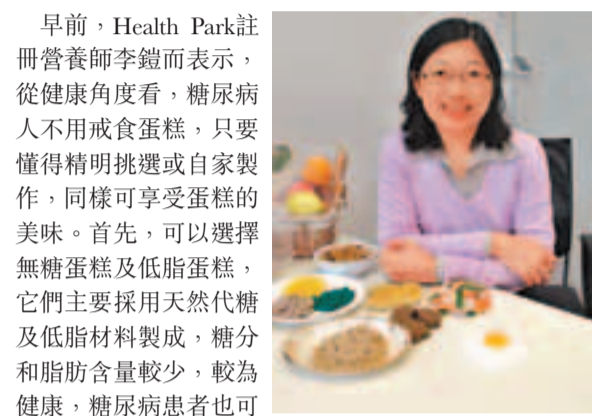 早前，Health Park註
冊營養師李鎧而表示，
從健康角度看，糖尿病
人不用戒食蛋糕，只要
懂得精明挑選或自家製
作，同樣可享受蛋糕的
美味。首先，可以選擇
無糖蛋糕及低脂蛋糕，
它們主要採用天然代糖
及低脂材料製成，糖分
和脂肪含量較少，較為
健康，糖尿病患者也可